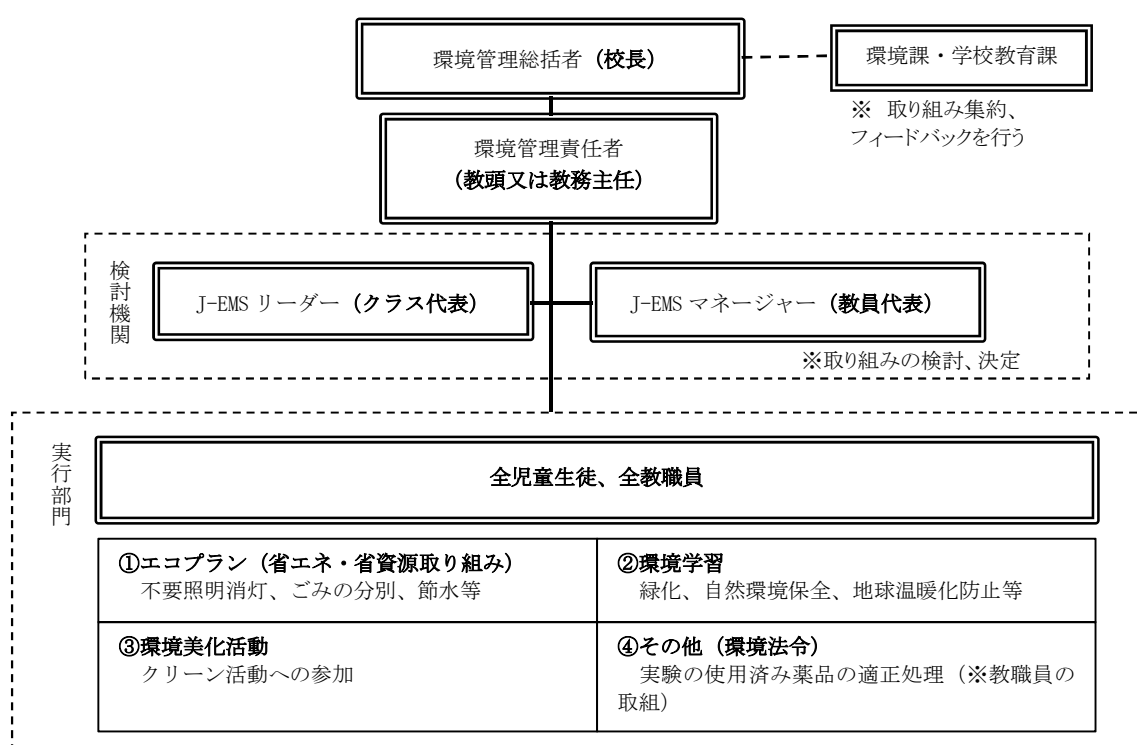 環境管理総括者（校長）
環境課・学校教育課
※　取り組み集約、
フィードバックを行う
環境管理責任者
（教頭又は教務主任）
検討機関
J-EMS リーダー（クラス代表）
J-EMS マネージャー（教員代表）
※取り組みの検討、決定
実行部門
全児童生徒、全教職員
①エコプラン（省エネ・省資源取り組み）
不要照明消灯、ごみの分別、節水等
②環境学習
緑化、自然環境保全、地球温暖化防止等
③環境美化活動
クリーン活動への参加
④その他（環境法令）
実験の使用済み薬品の適正処理（※教職員の
取組）